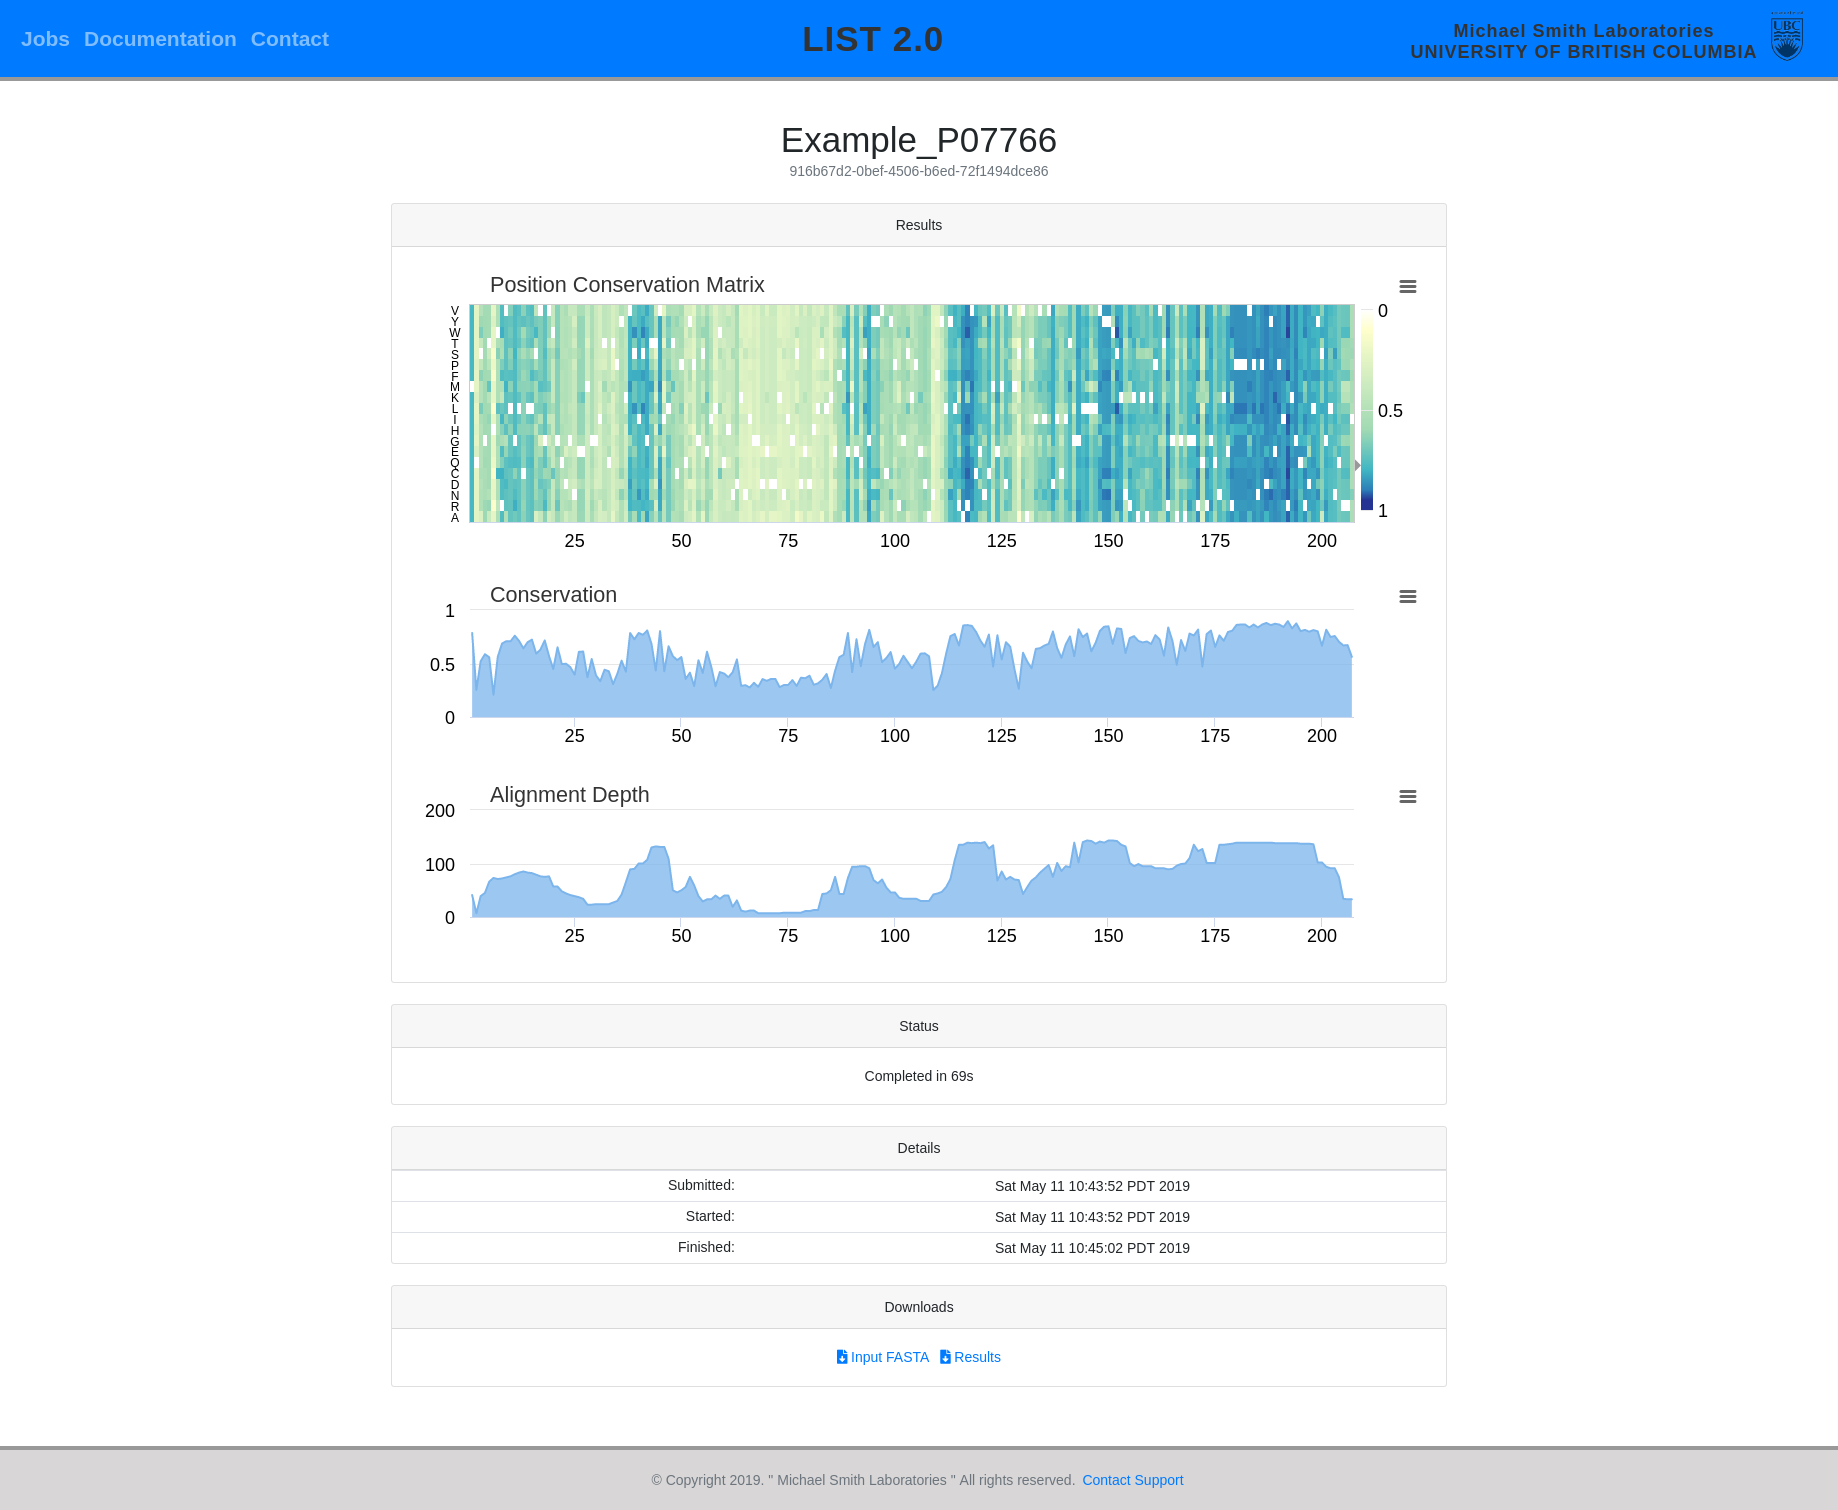 Jobs Documentation Contact
LIST 2.0
Michael Smith Laboratories
UNIVERSITY OF BRITISH COLUMBIA
UBC
Example_P07766
916b67d2-0bef-4506-b6ed-72f1494dce86
Results
Position Conservation Matrix
V
Y
W
T
S
P
F
M
K
L
I
H
G
E
Q
C
D
N
R
A
0
0.5
1
25 50 75 100 125 150 175 200
Conservation
1
0.5
0
25 50 75 100 125 150 175 200
Alignment Depth
200
100
0
25 50 75 100 125 150 175 200
Status
Completed in 69s
Details
Submitted: Sat May 11 10:43:52 PDT 2019
Started: Sat May 11 10:43:52 PDT 2019
Finished: Sat May 11 10:45:02 PDT 2019
Downloads
Input FASTA Results
© Copyright 2019. " Michael Smith Laboratories " All rights reserved. Contact Support